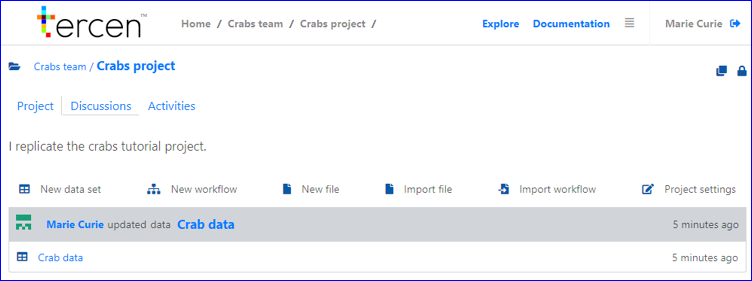 tercen™
Home / Crabs team / Crabs project /
Explore Documentation Marie Curie
Crabs team / Crabs project
Project Discussions Activities
I replicate the crabs tutorial project.
New data set New workflow New file Import file Import workflow Project settings
Marie Curie updated data Crab data 5 minutes ago
Crab data 5 minutes ago